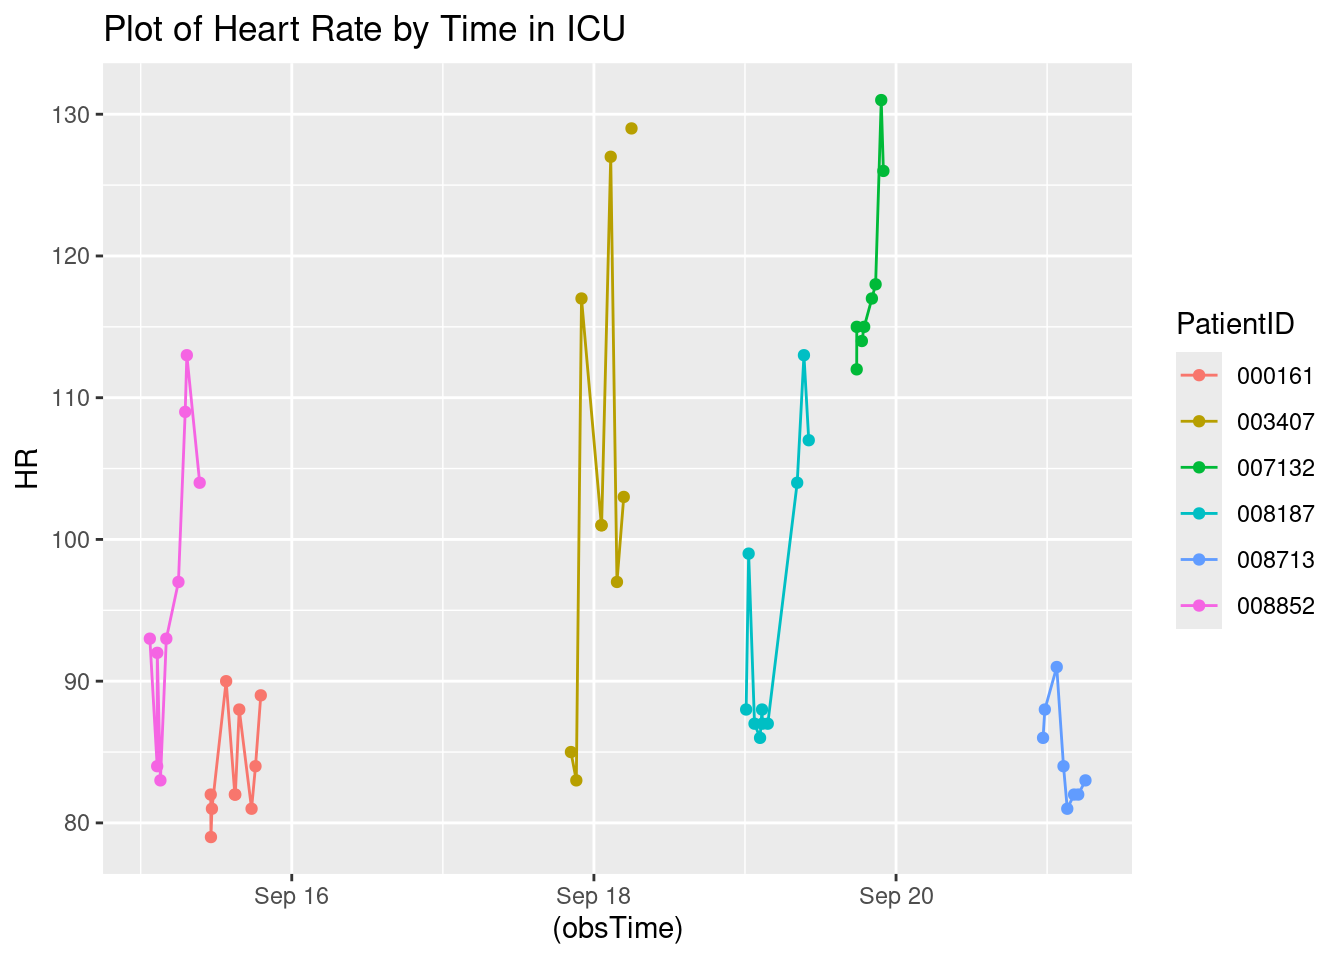 Plot of Heart Rate by Time in ICU
130
120
110
100
90
80
HR
Sep 16
Sep 18
Sep 20
(obsTime)
PatientID
000161
003407
007132
008187
008713
008852